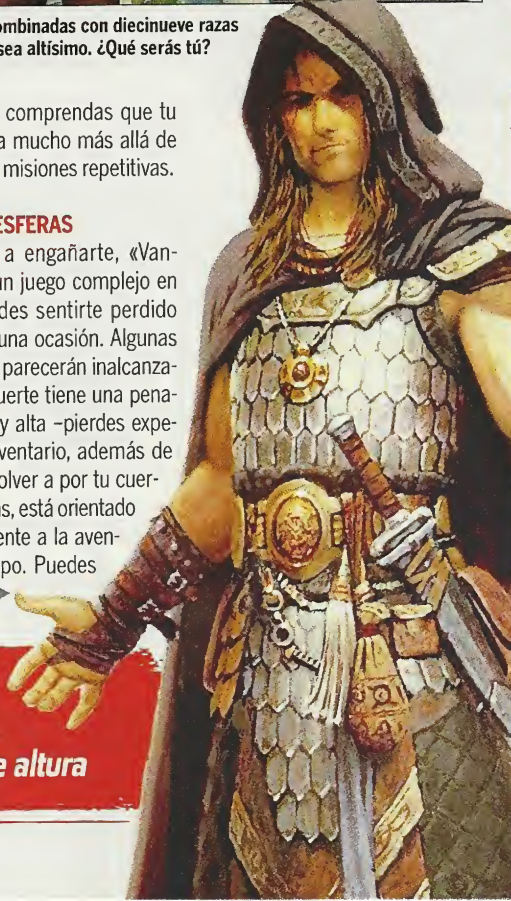 ombinadas con diecinueve razas
sea altísimo. ¿Qué serás tú?
comprendas que tu
a mucho más allá de
misiones repetitivas.
ESFERAS
a engañarte, «Van-
un juego complejo en
des sentirte perdido
una ocasión. Algunas
parecerán inalcanza-
uerte tiene una pena-
y alta –pierdes expe-
ventario, además de
olver a por tu cuer-
as, está orientado
ente a la aven-
po. Puedes
e altura